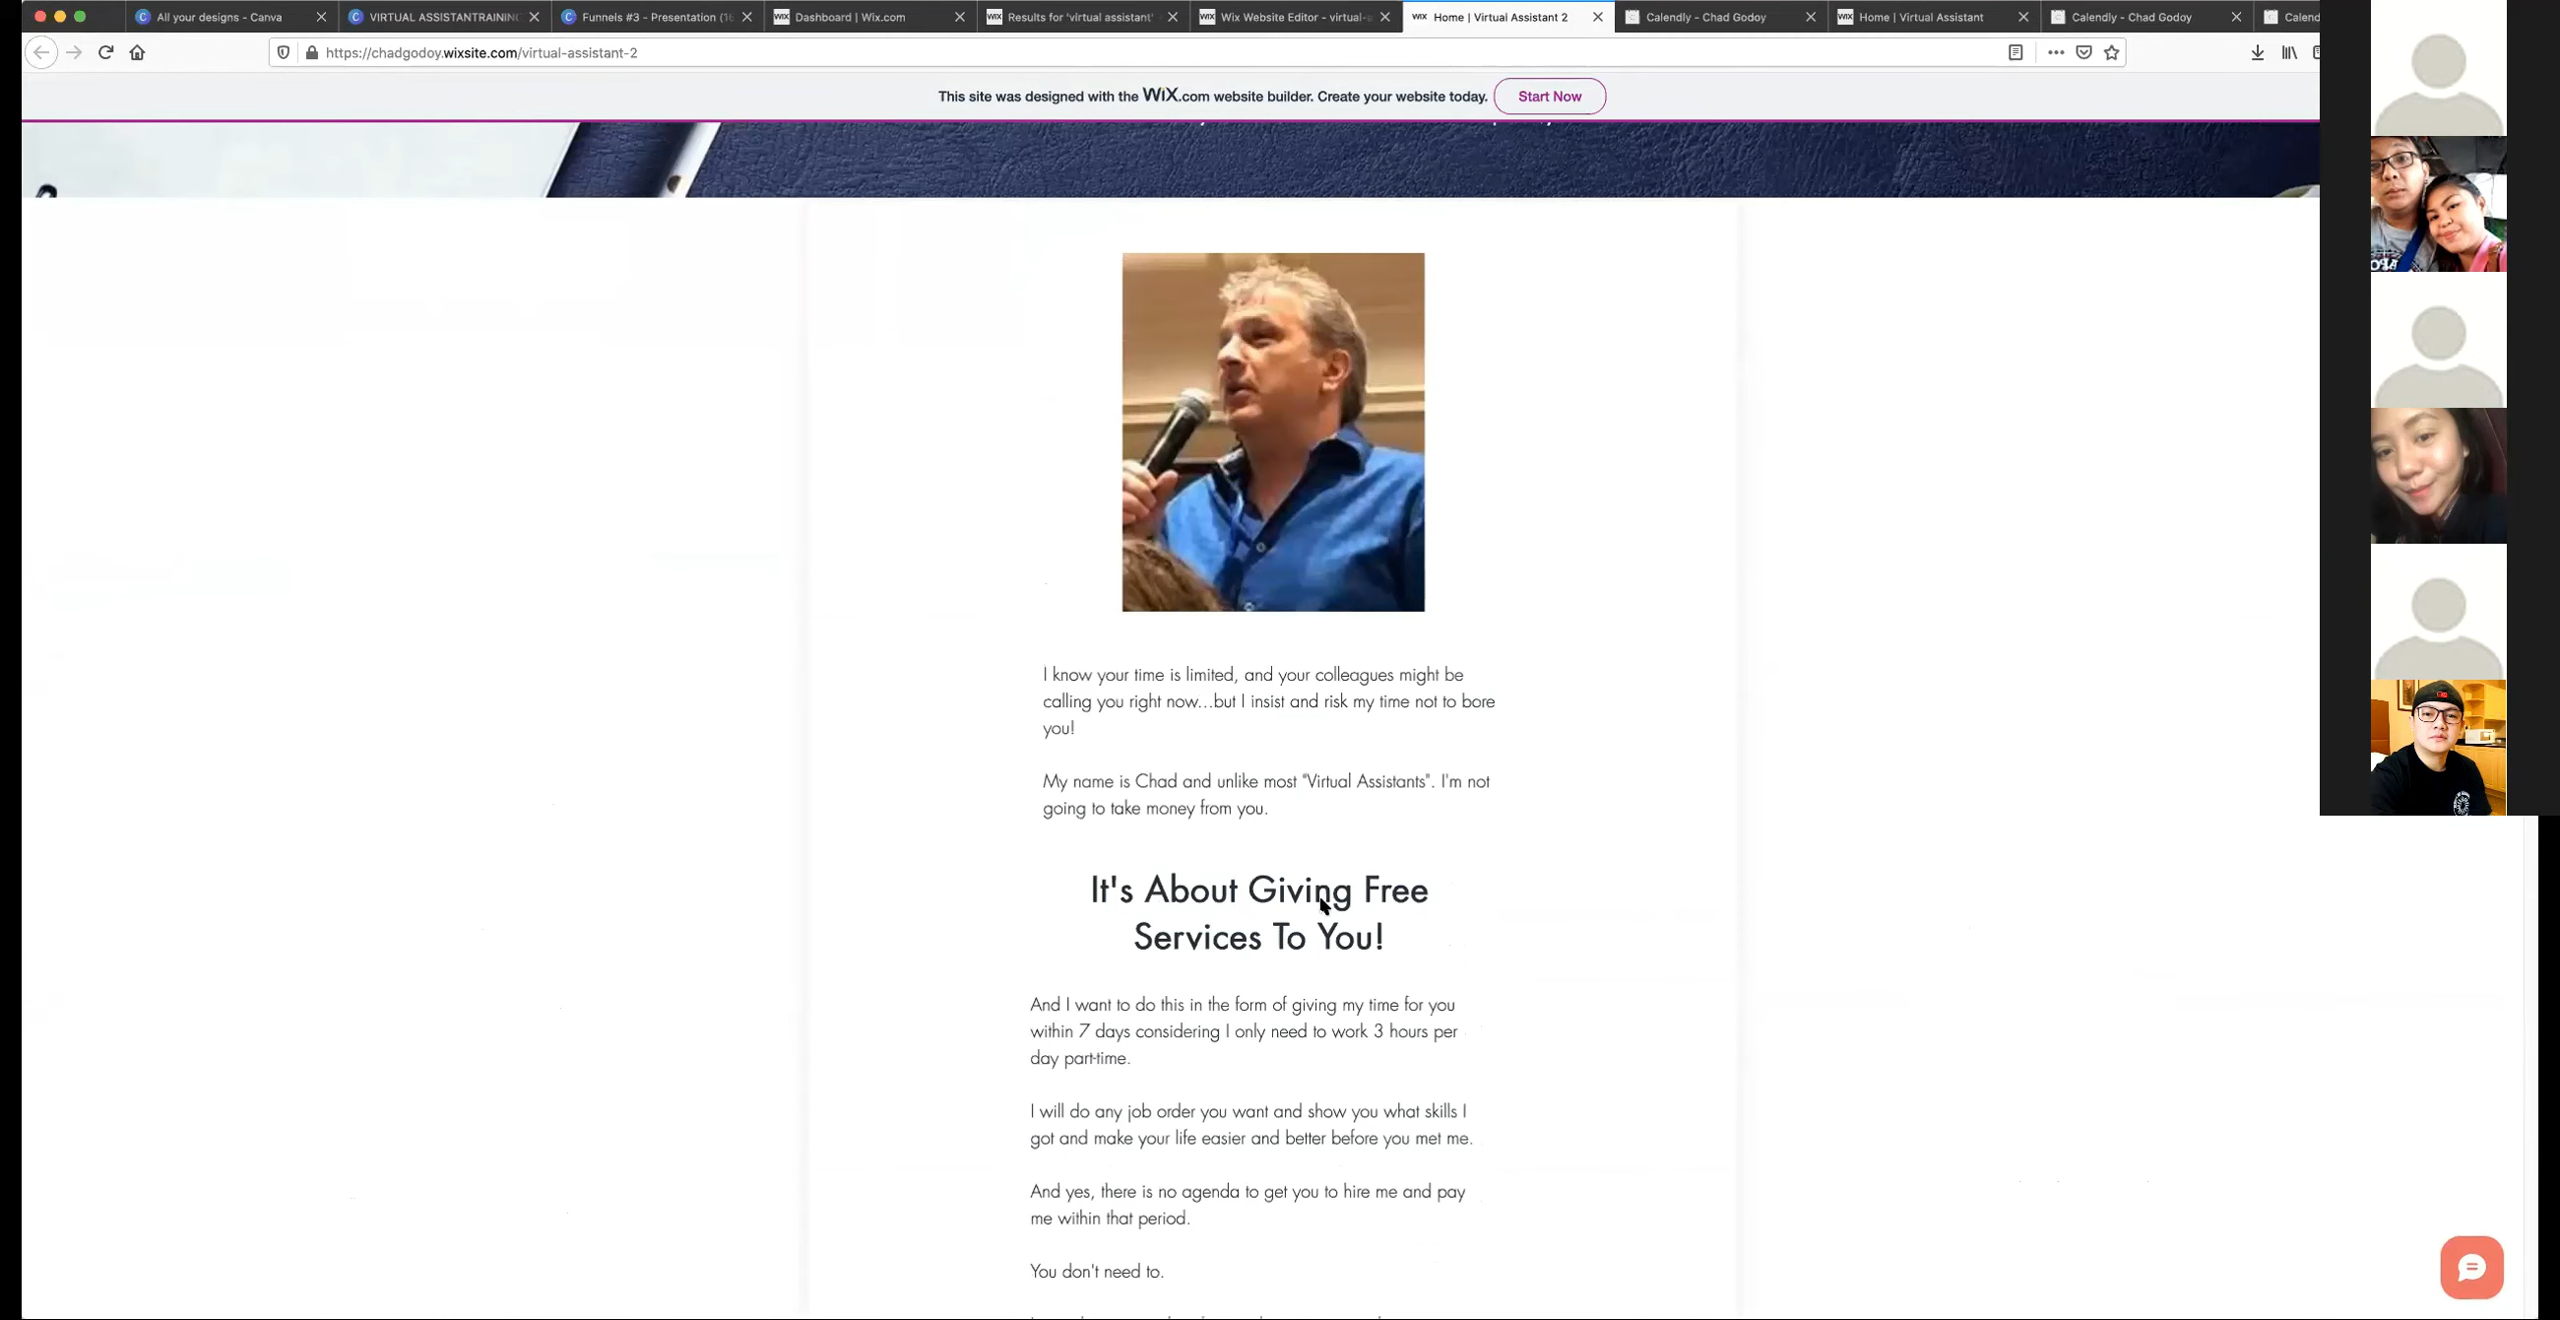 All your designs - Canva
VIRTUAL ASSISTANTRAINING
Funnels #3 - Presentation (16
Dashboard | Wix.com
Results for 'virtual assistant'
Wix Website Editor - virtual-a
Home | Virtual Assistant 2
Calendly - Chad Godoy
Home | Virtual Assistant
Calendly - Chad Godoy
Calend
https://chadgodoy.wixsite.com/virtual-assistant-2
This site was designed with the WiX.com website builder. Create your website today. Start Now
I know your time is limited, and your colleagues might be
calling you right now...but I insist and risk my time not to bore
you!
My name is Chad and unlike most "Virtual Assistants". I'm not
going to take money from you.
It's About Giving Free
Services To You!
And I want to do this in the form of giving my time for you
within 7 days considering I only need to work 3 hours per
day part-time.
I will do any job order you want and show you what skills I
got and make your life easier and better before you met me.
And yes, there is no agenda to get you to hire me and pay
me within that period.
You don't need to.